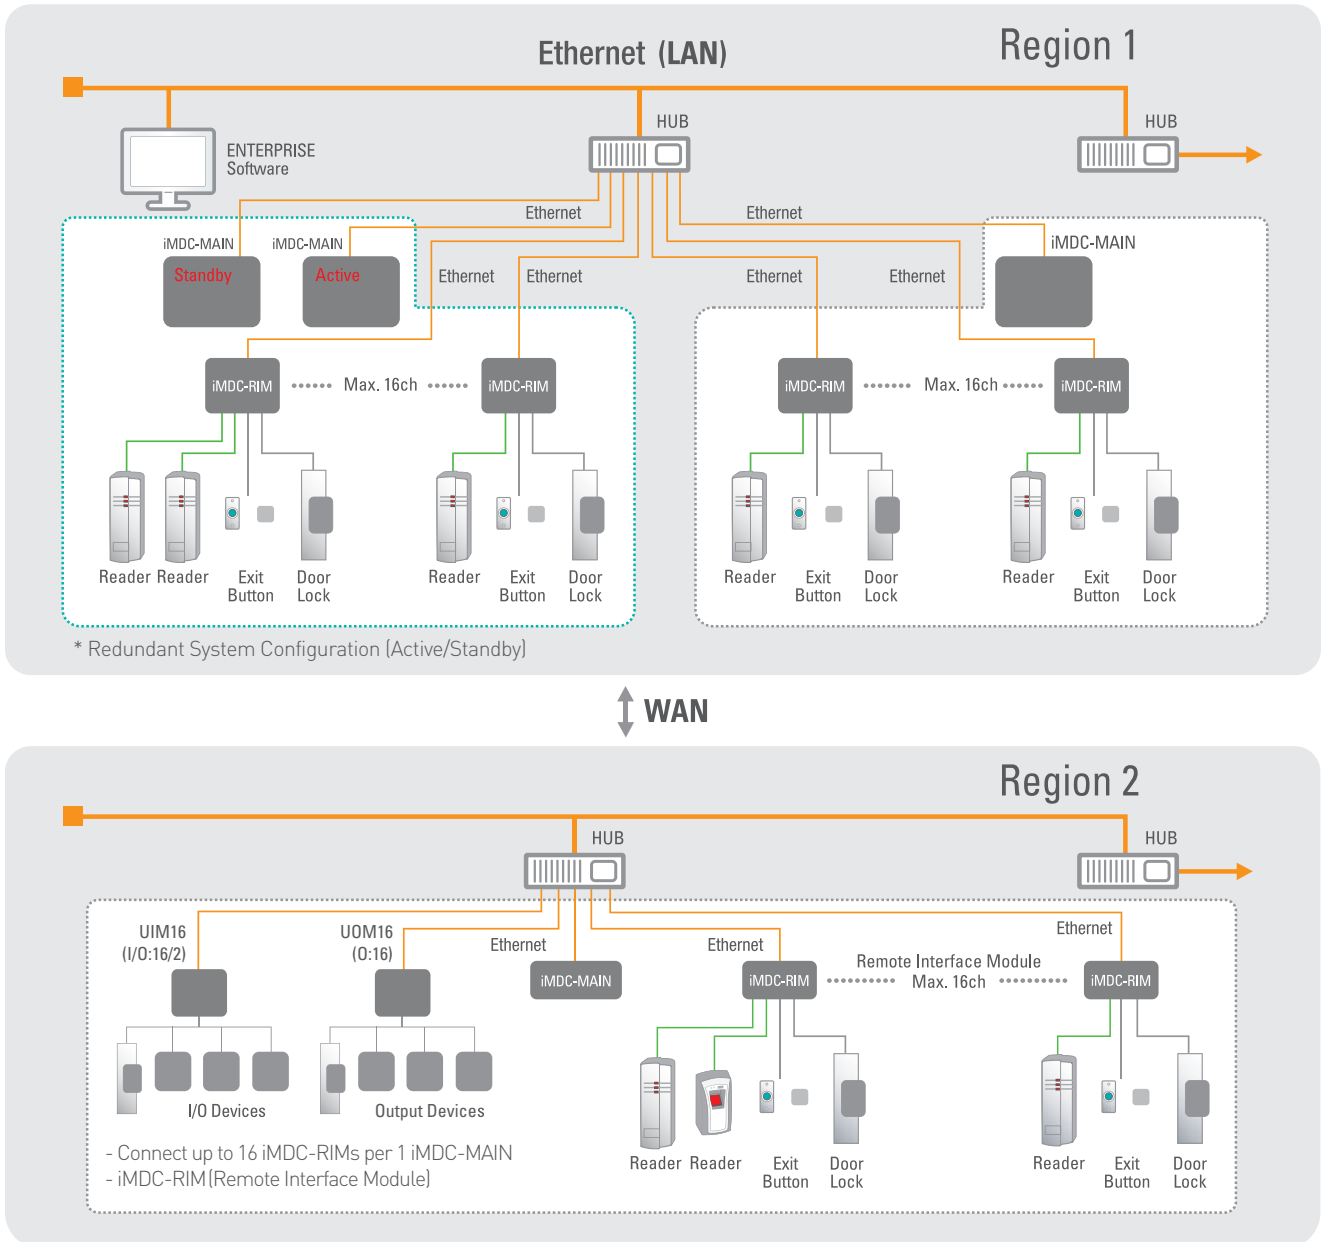 Ethernet (LAN)
Region 1
HUB
HUB
ENTERPRISE
Software
Ethernet
Ethernet
iMDC-MAIN
iMDC-MAIN
iMDC-MAIN
Standby
Active
Ethernet
Ethernet
Ethernet
Ethernet
iMDC-RIM
Max. 16ch
iMDC-RIM
iMDC-RIM
Max. 16ch
iMDC-RIM
Reader
Reader
Exit
Button
Door
Lock
Reader
Exit
Button
Door
Lock
Reader
Exit
Button
Door
Lock
Reader
Exit
Button
Door
Lock
* Redundant System Configuration (Active/Standby)
WAN
Region 2
HUB
HUB
UIM16
(I/O:16/2)
UOM16
(O:16)
Ethernet
Ethernet
Ethernet
iMDC-MAIN
iMDC-RIM
Remote Interface Module
Max. 16ch
iMDC-RIM
I/O Devices
Output Devices
- Connect up to 16 iMDC-RIMs per 1 iMDC-MAIN
- iMDC-RIM(Remote Interface Module)
Reader
Reader
Exit
Button
Door
Lock
Reader
Exit
Button
Door
Lock